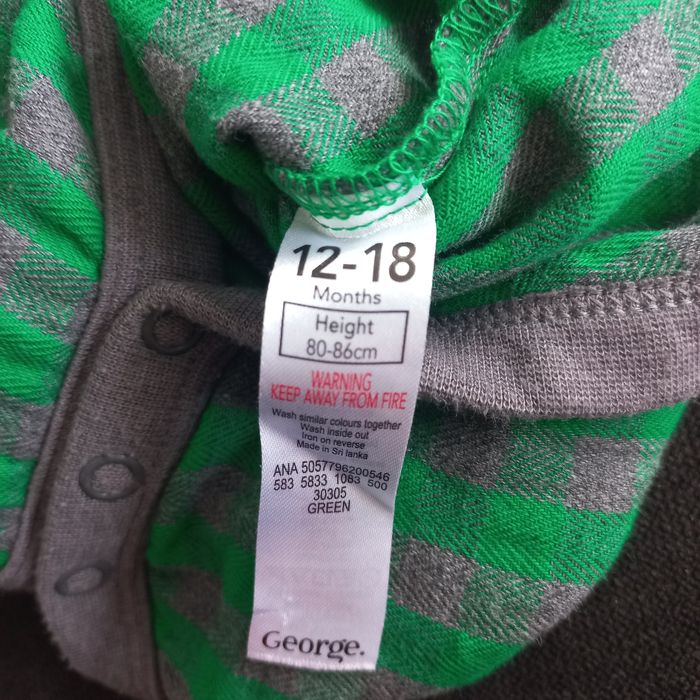 12-18
Months
Height
80-86cm
WARNING
KEEP AWAY FROM FIRE
Wash similar colours together
Wash inside out
Iron on reverse
Made in Sri lanka
ANA 5057796200546
583 5833 1083 500
30305
GREEN
George.